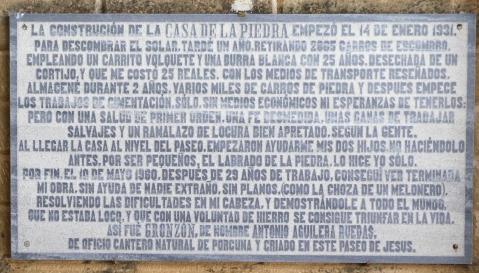 LA CONSTRUCIÓN DE LA CASA DE LA PIEDRA EMPEZÓ EL 14 DE ENERO 1931.
PARA DESCOMBRAR EL SOLAR. TARDÉ UN AÑO. RETIRANDO 2665 CARROS DE ESCOMBRO.
EMPLEANDO UN CARRITO VOLQUETE Y UNA BURRA BLANCA CON 25 AÑOS. DESECHADA DE UN
CORTIJO, Y QUE ME COSTÓ 25 REALES. CON LOS MEDIOS DE TRANSPORTE RESEÑADOS.
ALMACENÉ DURANTE 2 AÑOS. VARIOS MILES DE CARROS DE PIEDRA Y DESPUES EMPECE
LOS TRABAJOS DE CIMENTACIÓN. SÓLO. SIN MEDIOS ECONÓMICOS NI ESPERANZAS DE TENERLOS:
PERO CON UNA SALUD DE PRIMER ORDEN. UNA FE DESMEDIDA. UNAS GANAS DE TRABAJAR
SALVAJES Y UN RAMALAZO DE LOCURA BIEN APRETADO. SEGÚN LA GENTE.
AL LLEGAR LA CASA AL NIVEL DEL PASEO. EMPEZARON AYUDARME MIS DOS HIJOS NO HACIÉNDOLO
ANTES. POR SER PEQUEÑOS. EL LABRADO DE LA PIEDRA. LO HICE YO SÓLO.
POR FIN. EL 10 DE MAYO 1960. DESPUÉS DE 29 AÑOS DE TRABAJO, CONSEGUÍ VER TERMINADA
MI OBRA. SIN AYUDA DE NADIE EXTRAÑO, SIN PLANOS. (COMO LA CHOZA DE UN MELONERO).
RESOLVIENDO LAS DIFICULTADES EN MI CABEZA. Y DEMOSTRÁNDOLE A TODO EL MUNDO.
QUE NO ESTABA LOCO. Y QUE CON UNA VOLUNTAD DE HIERRO SE CONSIGUE TRIUNFAR EN LA VIDA.
ASÍ FUÉ GRONZÓN. DE NOMBRE ANTONIO AGUILERA RUEDAS.
DE OFICIO CANTERO NATURAL DE PORCUNA Y CRIADO EN ESTE PASEO DE JESUS.